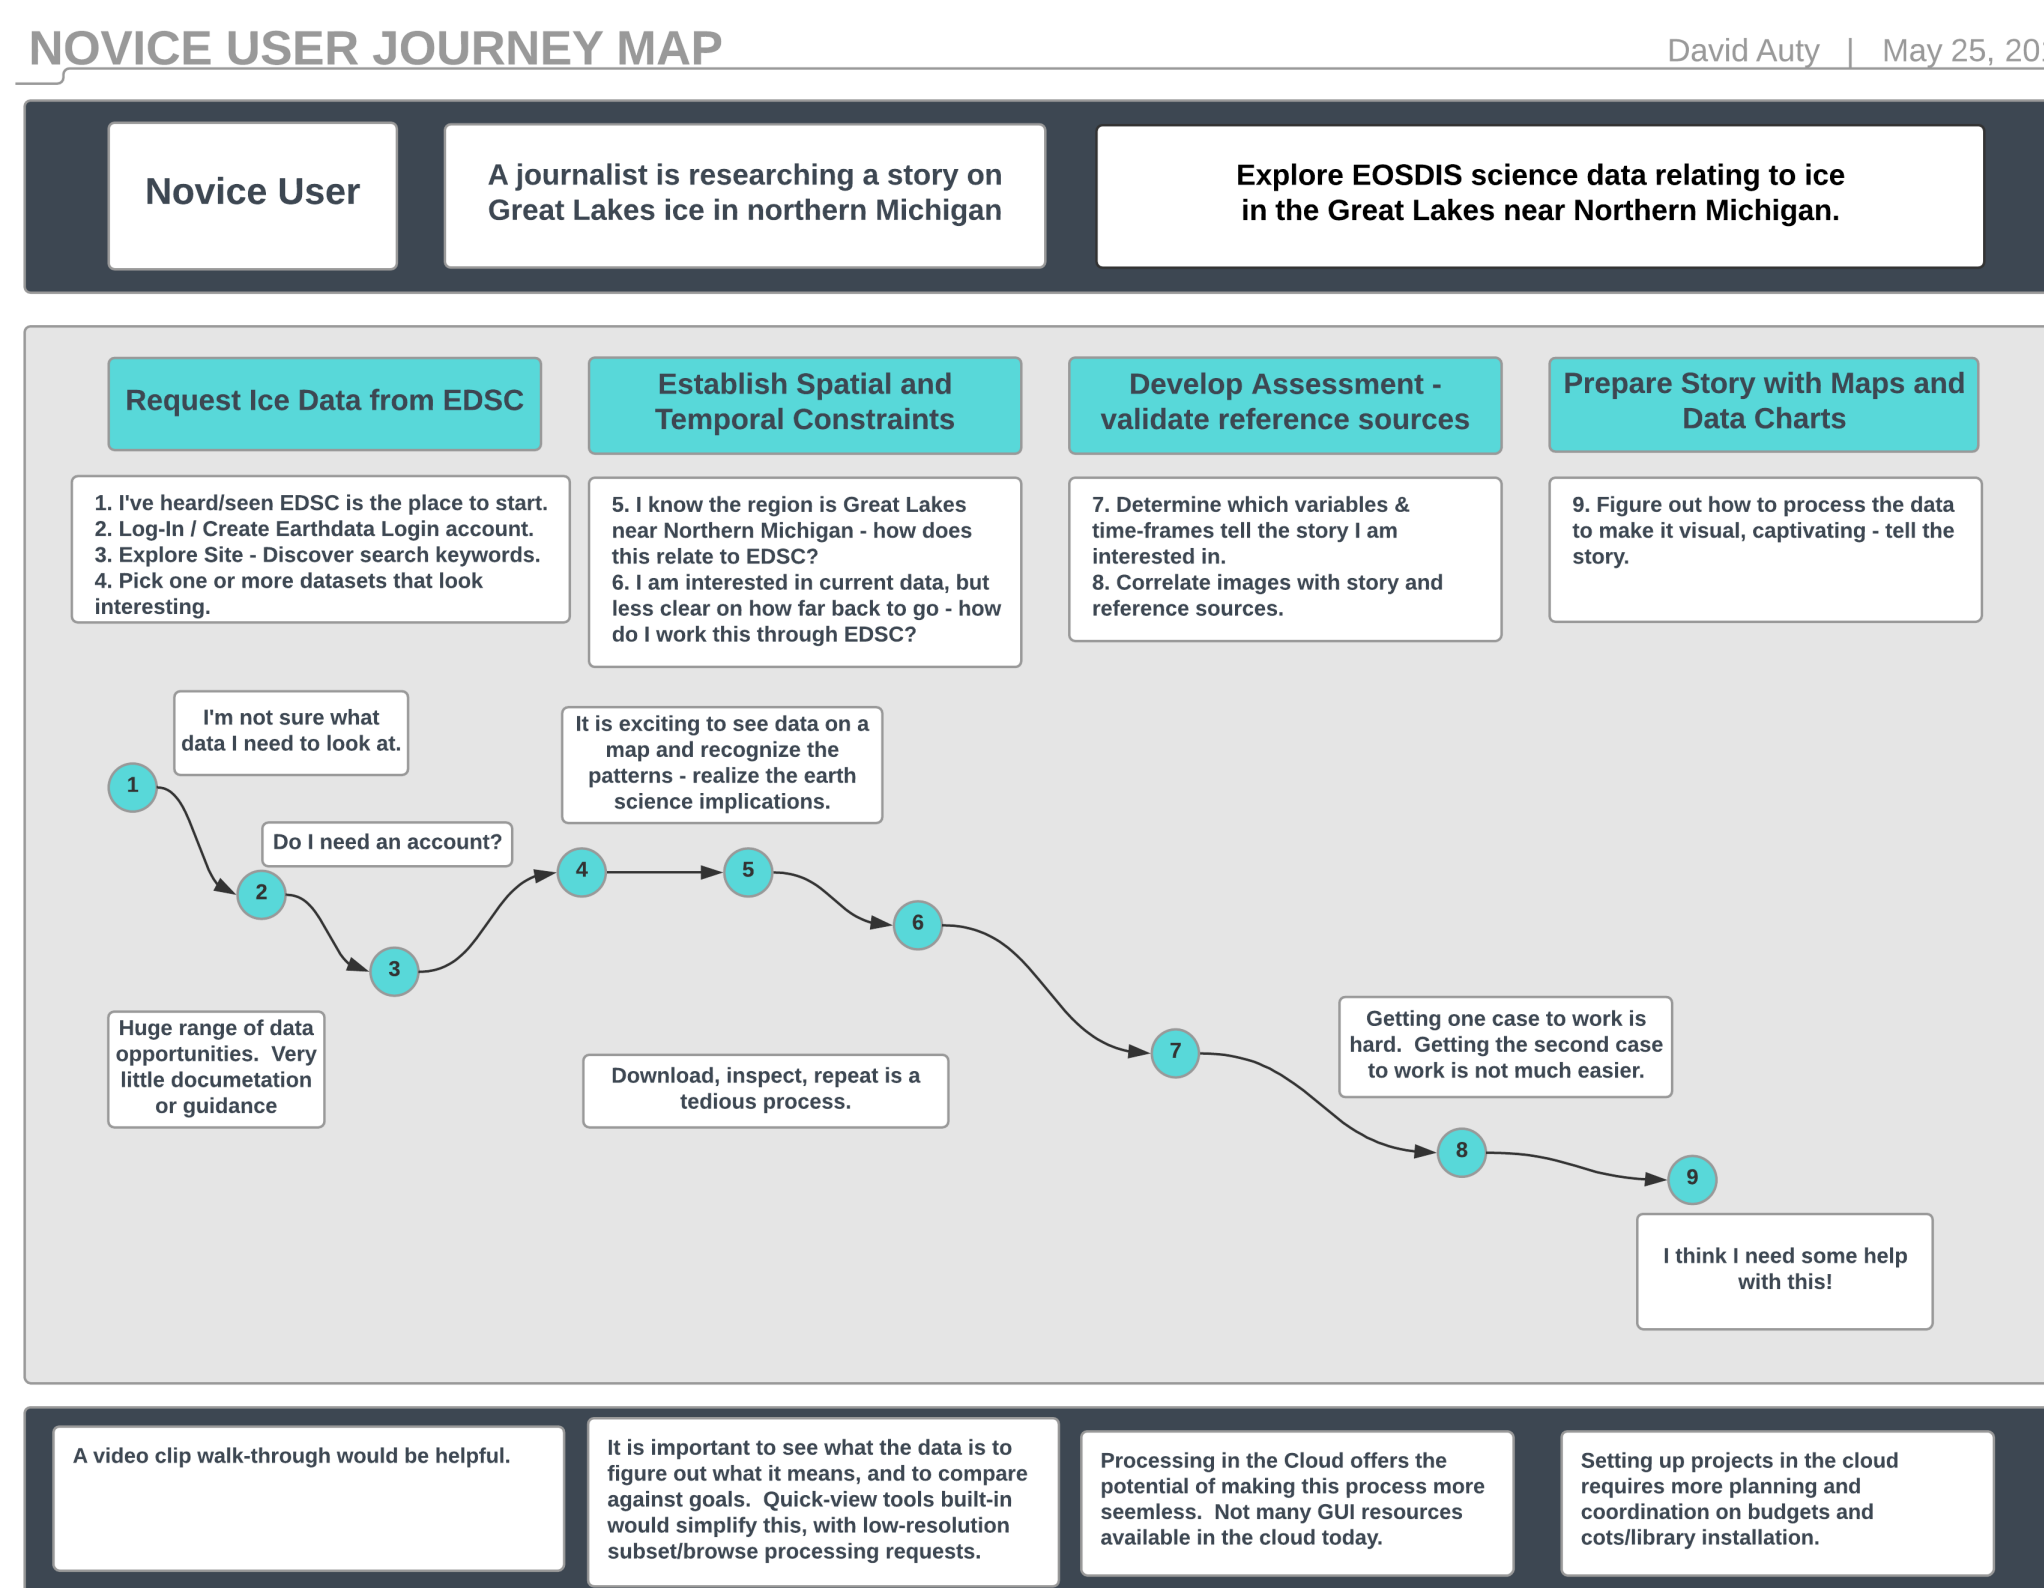 NOVICE USER JOURNEY MAP
David Auty | May 25,
Novice User
A journalist is researching a story on
Great Lakes ice in northern Michigan
Explore EOSDIS science data relating to ice
in the Great Lakes near Northern Michigan.
Request Ice Data from EDSC
Establish Spatial and
Temporal Constraints
Develop Assessment -
validate reference sources
Prepare Story with Maps and
Data Charts
1. I've heard/seen EDSC is the place to start.
2. Log-In / Create Earthdata Login account.
3. Explore Site - Discover search keywords.
4. Pick one or more datasets that look
interesting.
5. I know the region is Great Lakes
near Northern Michigan - how does
this relate to EDSC?
6. I am interested in current data, but
less clear on how far back to go - how
do I work this through EDSC?
7. Determine which variables &
time-frames tell the story I am
interested in.
8. Correlate images with story and
reference sources.
9. Figure out how to process the data
to make it visual, captivating - tell the
story.
I'm not sure what
data I need to look at.
It is exciting to see data on a
map and recognize the
patterns - realize the earth
science implications.
1
Do I need an account?
2
3
4
5
6
Huge range of data
opportunities.  Very
little documetation
or guidance
Download, inspect, repeat is a
tedious process.
7
Getting one case to work is
hard.  Getting the second case
to work is not much easier.
8
9
I think I need some help
with this!
A video clip walk-through would be helpful.
It is important to see what the data is to
figure out what it means, and to compare
against goals.  Quick-view tools built-in
would simplify this, with low-resolution
subset/browse processing requests.
Processing in the Cloud offers the
potential of making this process more
seemless.  Not many GUI resources
available in the cloud today.
Setting up projects in the cloud
requires more planning and
coordination on budgets and
cots/library installation.